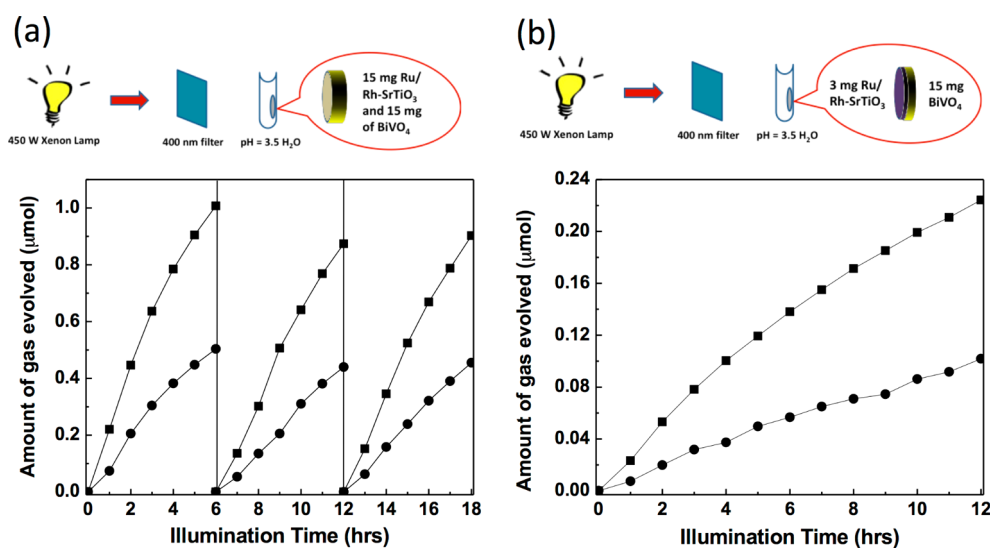 (a)
450 W Xenon Lamp
400 nm filter
pH = 3.5 H₂O
15 mg Ru/
Rh-SrTiO₃
and 15 mg
of BiVO₄
Amount of gas evolved (μmol)
1.0
0.8
0.6
0.4
0.2
0.0
0 2 4 6 8 10 12 14 16 18
Illumination Time (hrs)
(b)
450 W Xenon Lamp
400 nm filter
pH = 3.5 H₂O
3 mg Ru/
Rh-SrTiO₃
15 mg
BiVO₄
Amount of gas evolved (μmol)
0.24
0.20
0.16
0.12
0.08
0.04
0.00
0 2 4 6 8 10 12
Illumination Time (hrs)